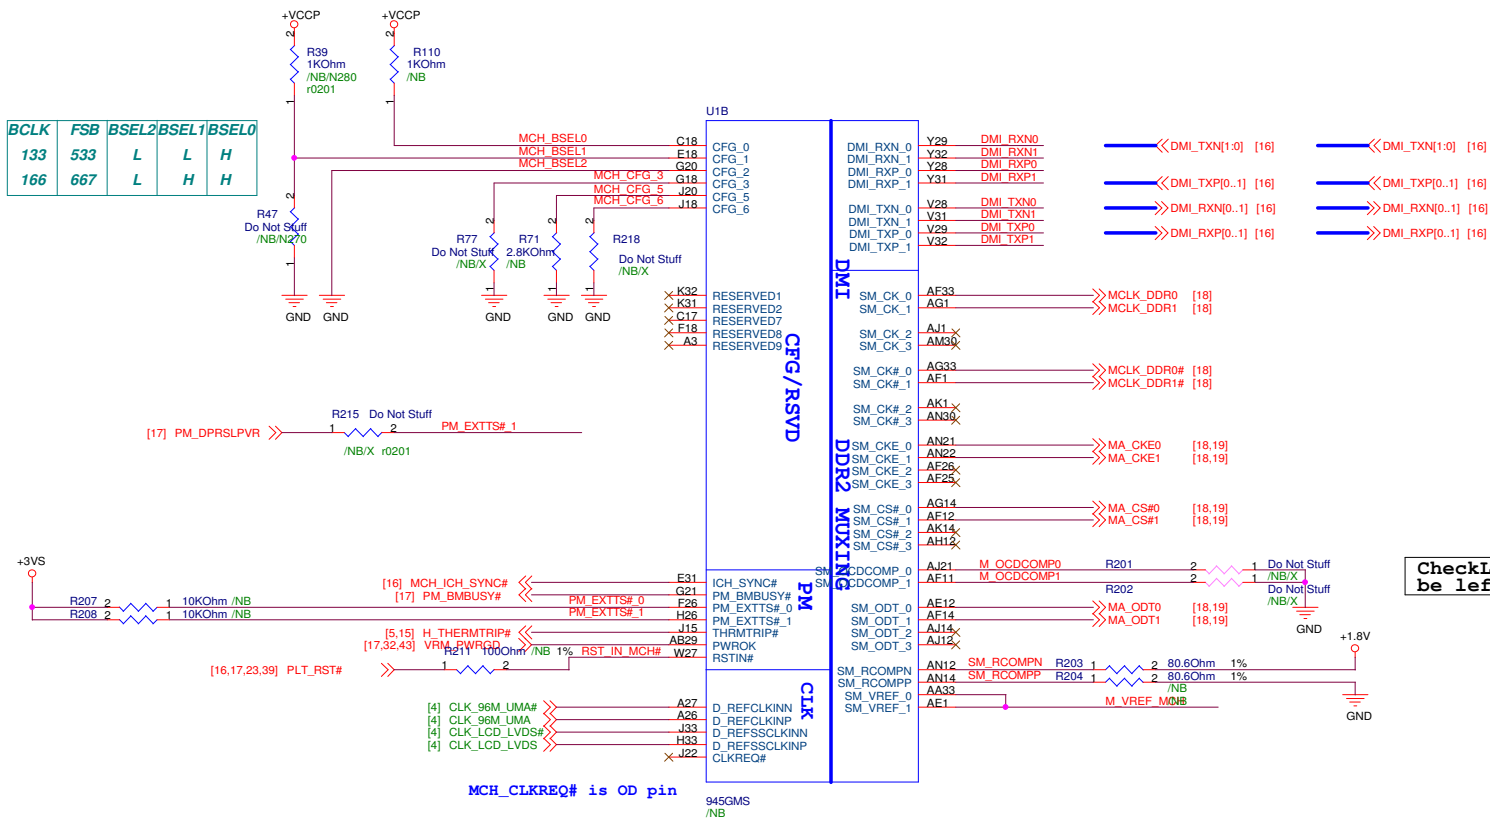 +VCCP
+VCCP
2
2
R39
1KOhm
/NB/N280
r0201
R110
1KOhm
/NB
1
1
BCLK FSB BSEL2 BSEL1 BSEL0
133 533 L L H
166 667 L H H
U1B
MCH_BSEL0 C18 CFG_0
MCH_BSEL1 E18 CFG_1
MCH_BSEL2 G20 CFG_2
MCH_CFG_3 G18 CFG_3
MCH_CFG_5 J20 CFG_5
MCH_CFG_6 J18 CFG_6
2
R47
Do Not Stuff
/NB/N270
1
2
R77
Do Not Stuff
/NB/X
1
2
R71
2.8KOhm
/NB
1
2
R218
Do Not Stuff
/NB/X
1
GND
GND
GND
GND
GND
K32 RESERVED1
K31 RESERVED2
C17 RESERVED7
F18 RESERVED8
A3 RESERVED9
CFG/RSVD
R215 Do Not Stuff
[17] PM_DPRSLPVR 1 2 PM_EXTTS#_1
/NB/X r0201
+3VS
[16] MCH_ICH_SYNC# E31 ICH_SYNC#
[17] PM_BMBUSY# G21 PM_BMBUSY#
R207 2 1 10KOhm /NB PM_EXTTS#_0 F26 PM_EXTTS#_0
R208 2 1 10KOhm /NB PM_EXTTS#_1 H26 PM_EXTTS#_1
[5,15] H_THERMTRIP# J15 THRMTRIP#
[17,32,43] VRM_PWRGD AB29 PWROK
R211 100Ohm /NB 1% RST_IN_MCH# W27 RSTIN#
[16,17,23,39] PLT_RST# 1 2
PM
[4] CLK_96M_UMA# A27 D_REFCLKINN
[4] CLK_96M_UMA A26 D_REFCLKINP
[4] CLK_LCD_LVDS# J33 D_REFSSCLKINN
[4] CLK_LCD_LVDS H33 D_REFSSCLKINP
J22 CLKREQ#
CLK
MCH_CLKREQ# is OD pin
945GMS
/NB
DMI_RXN_0 Y29 DMI_RXN0
DMI_RXN_1 Y32 DMI_RXN1
DMI_RXP_0 Y28 DMI_RXP0
DMI_RXP_1 Y31 DMI_RXP1
DMI_TXN_0 V28 DMI_TXN0
DMI_TXN_1 V31 DMI_TXN1
DMI_TXP_0 V29 DMI_TXP0
DMI_TXP_1 V32 DMI_TXP1
DMI
DMI_TXN[1:0] [16] DMI_TXN[1:0] [16]
DMI_TXP[0..1] [16] DMI_TXP[0..1] [16]
DMI_RXN[0..1] [16] DMI_RXN[0..1] [16]
DMI_RXP[0..1] [16] DMI_RXP[0..1] [16]
SM_CK_0 AF33 MCLK_DDR0 [18]
SM_CK_1 AG1 MCLK_DDR1 [18]
SM_CK_2 AJ1
SM_CK_3 AM30
SM_CK#_0 AG33 MCLK_DDR0# [18]
SM_CK#_1 AF1 MCLK_DDR1# [18]
SM_CK#_2 AK1
SM_CK#_3 AN30
SM_CKE_0 AN21 MA_CKE0 [18,19]
SM_CKE_1 AN22 MA_CKE1 [18,19]
SM_CKE_2 AF26
SM_CKE_3 AF25
SM_CS#_0 AG14 MA_CS#0 [18,19]
SM_CS#_1 AF12 MA_CS#1 [18,19]
SM_CS#_2 AK14
SM_CS#_3 AH12
DDR2 MUXING
SM_OCDCOMP_0 AJ21 M_OCDCOMP0 R201 2 1 Do Not Stuff
/NB/X
SM_OCDCOMP_1 AF11 M_OCDCOMP1 R202 2 1 Do Not Stuff
/NB/X
GND
CheckLi
be lef
SM_ODT_0 AE12 MA_ODT0 [18,19]
SM_ODT_1 AF14 MA_ODT1 [18,19]
SM_ODT_2 AJ14
SM_ODT_3 AJ12
+1.8V
SM_RCOMPN AN12 SM_RCOMPN R203 1 2 80.6Ohm 1%
SM_RCOMPP AN14 SM_RCOMPP R204 1 2 80.6Ohm 1%
/NB
/NB
SM_VREF_0 AA33
SM_VREF_1 AE1 M_VREF_MCH
GND